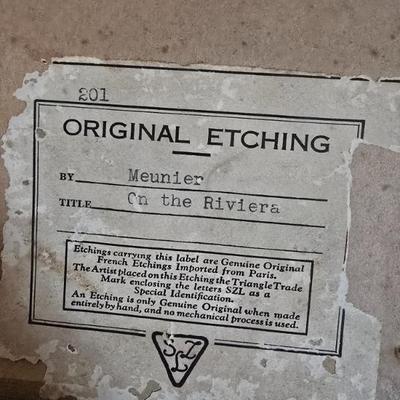 201
ORIGINAL ETCHING
BY Meunier
TITLE On the Riviera
Etchings carrying this label are Genuine Original
French Etchings Imported from Paris.
The Artist placed on this Etching the Triangle Trade
Mark enclosing the letters SZL as a
Special Identification.
An Etching is only Genuine Original when made
entirely by hand, and no mechanical process is used.
SZL